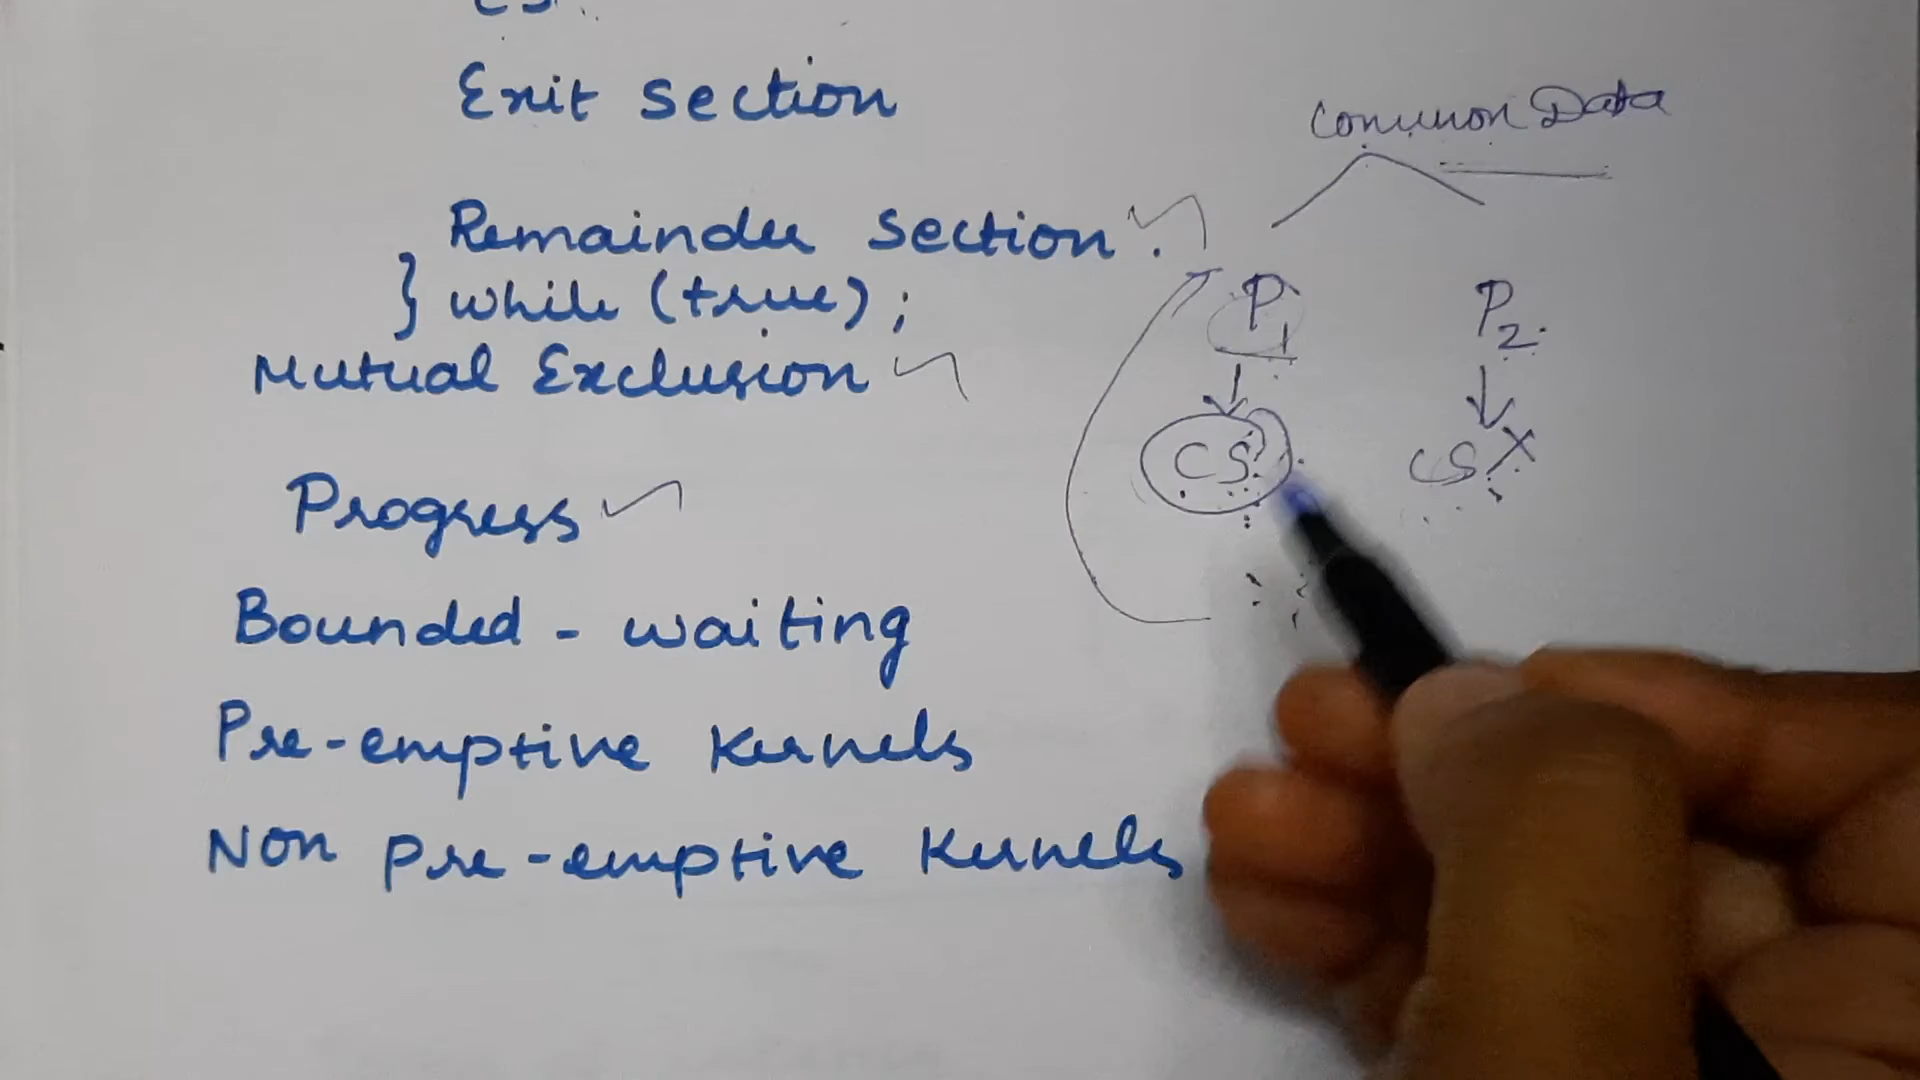 CS
Exit Section
Remainder Section.
} while (true);
Mutual Exclusion
Progress
Bounded - waiting
Pre-emptive Kernels
Non Pre-emptive Kernels
Common Data
P1 P2
CS CS X